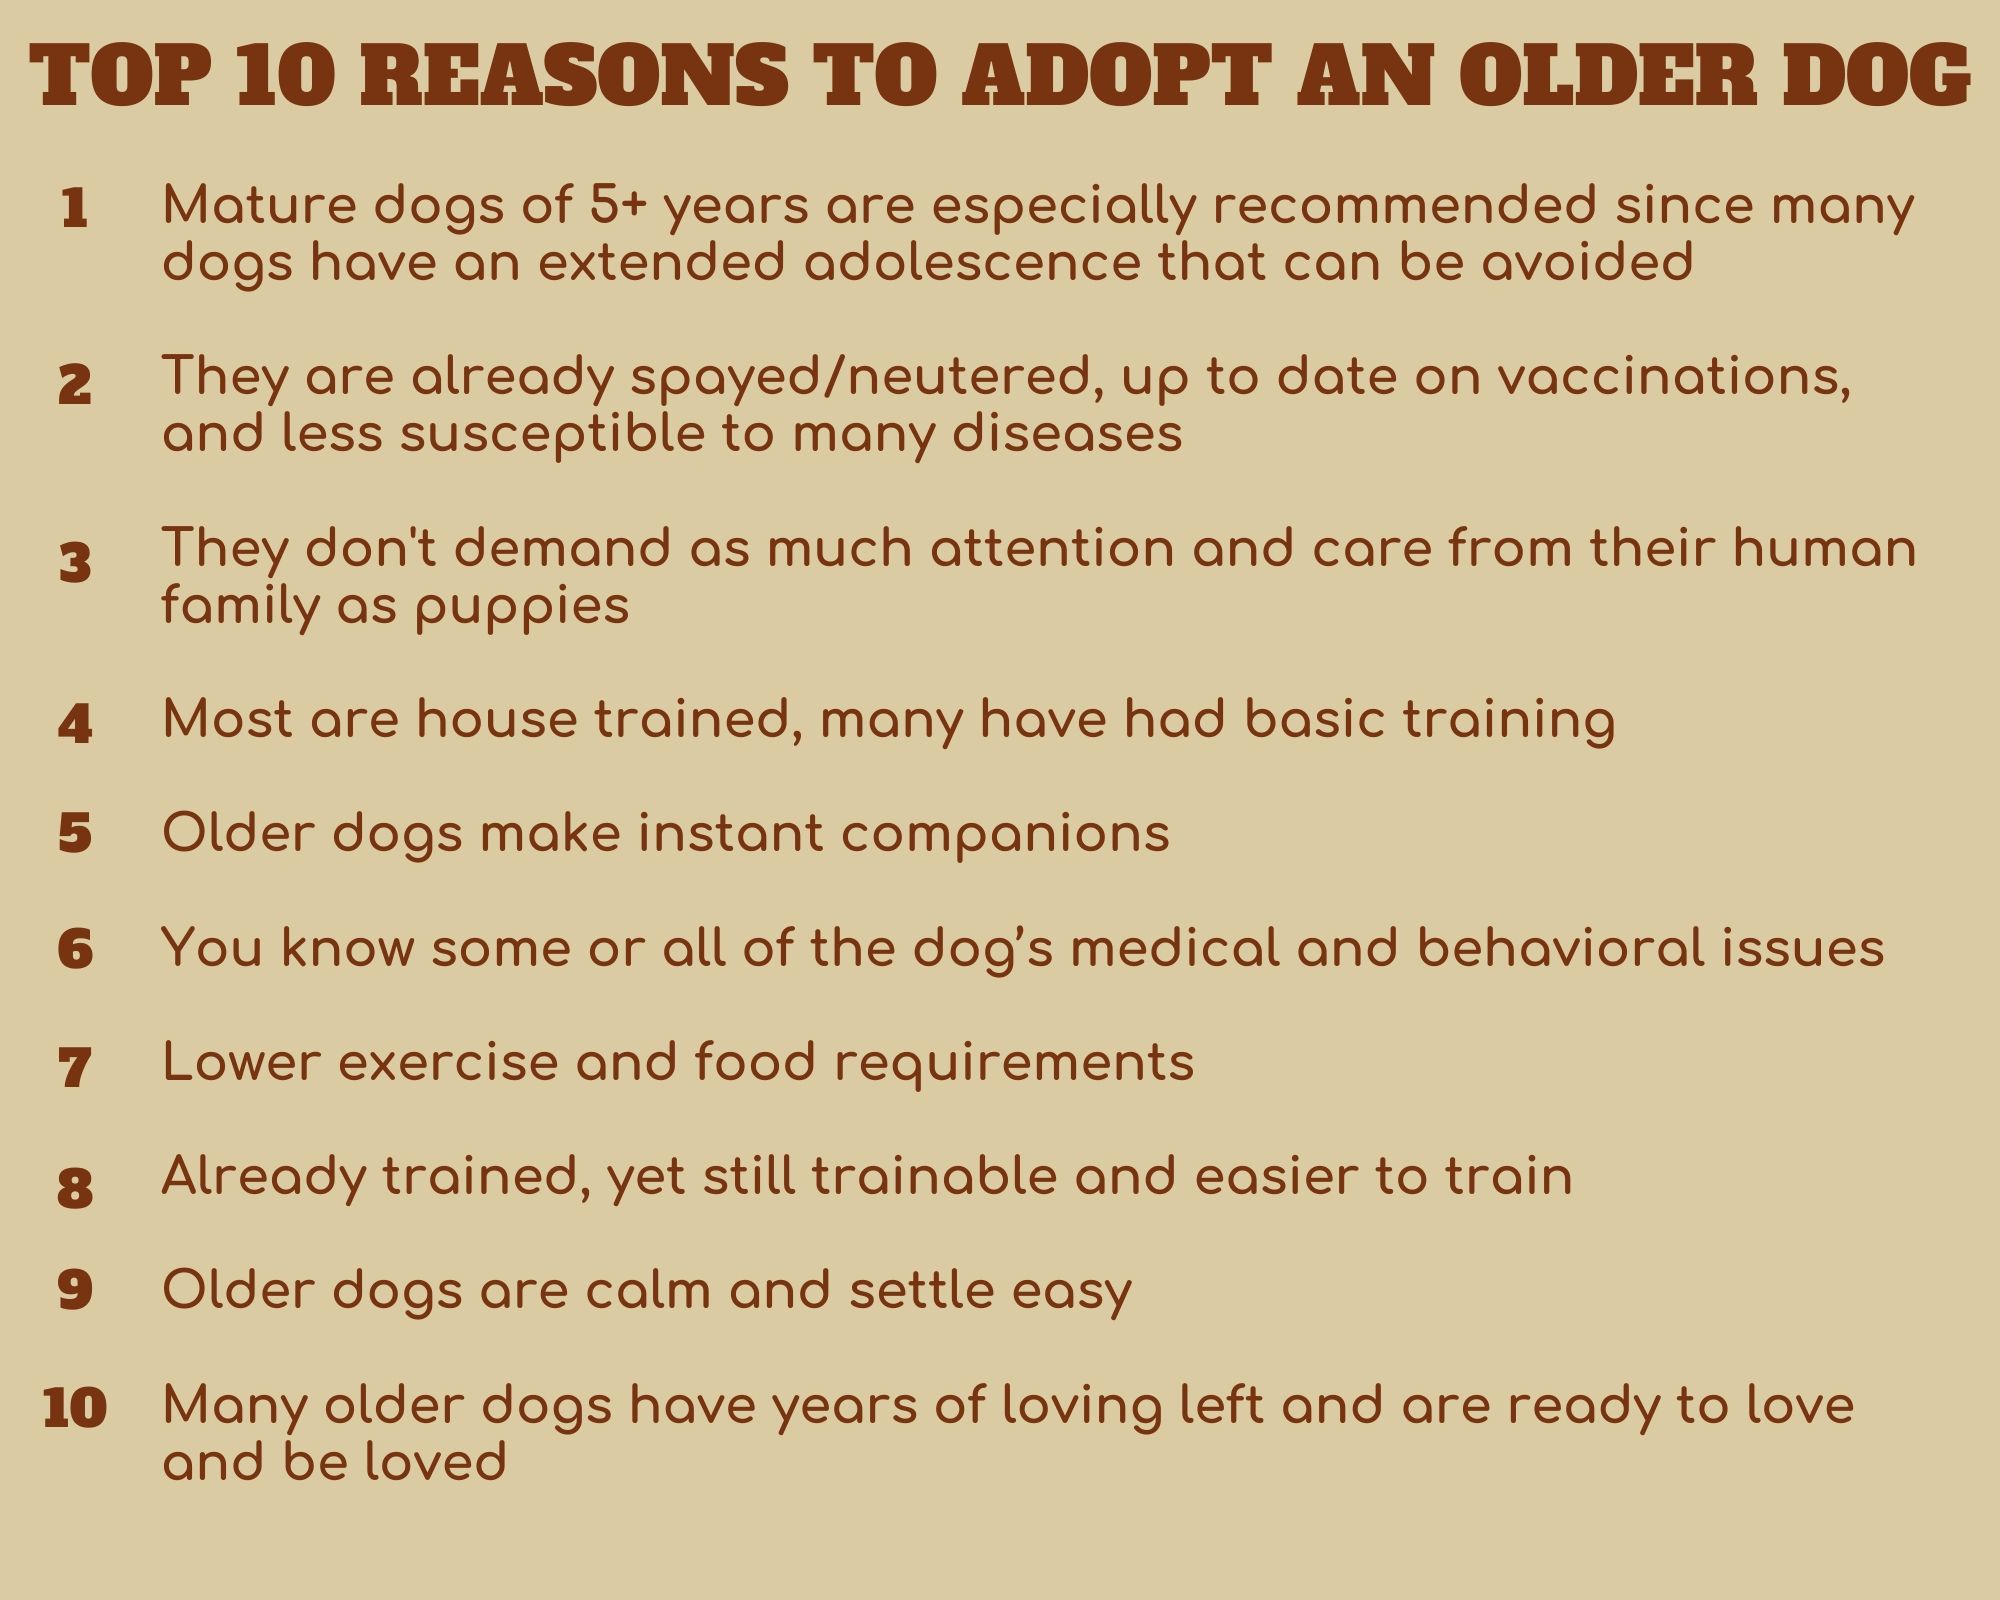 TOP 10 REASONS TO ADOPT AN OLDER DOG
1 Mature dogs of 5+ years are especially recommended since many
dogs have an extended adolescence that can be avoided
2 They are already spayed/neutered, up to date on vaccinations,
and less susceptible to many diseases
3 They don't demand as much attention and care from their human
family as puppies
4 Most are house trained, many have had basic training
5 Older dogs make instant companions
6 You know some or all of the dog’s medical and behavioral issues
7 Lower exercise and food requirements
8 Already trained, yet still trainable and easier to train
9 Older dogs are calm and settle easy
10 Many older dogs have years of loving left and are ready to love
and be loved